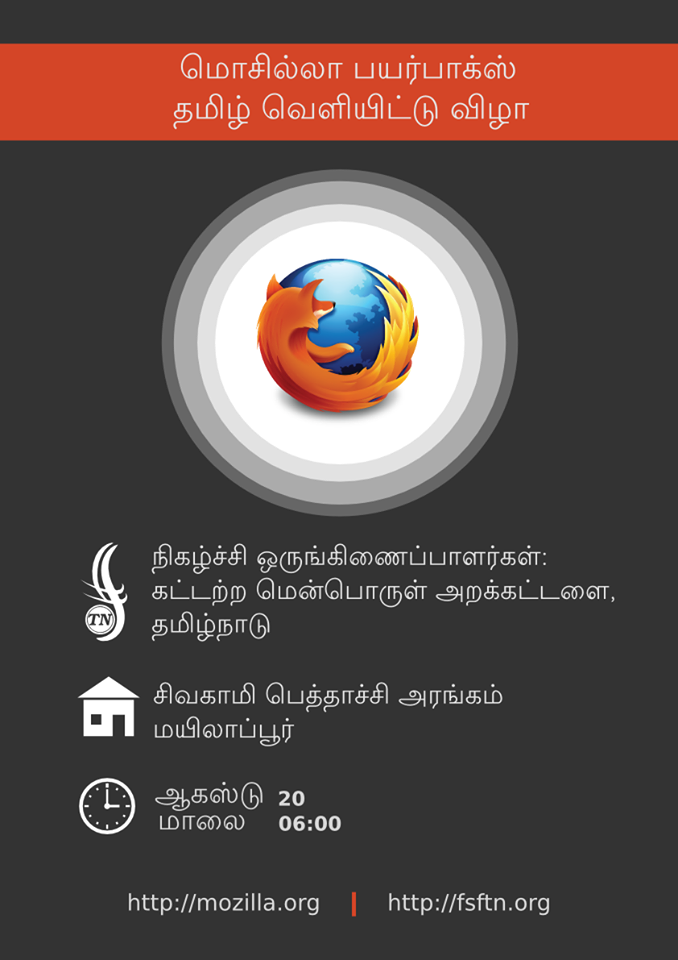 மொசில்லா பயர்பாக்ஸ்
தமிழ் வெளியிட்டு விழா
நிகழ்ச்சி ஒருங்கிணைப்பாளர்கள்:
கட்டற்ற மென்பொருள் அறக்கட்டளை,
தமிழ்நாடு
TN
சிவகாமி பெத்தாச்சி அரங்கம்
மயிலாப்பூர்
ஆகஸ்டு 20
மாலை 06:00
http://mozilla.org | http://fsftn.org